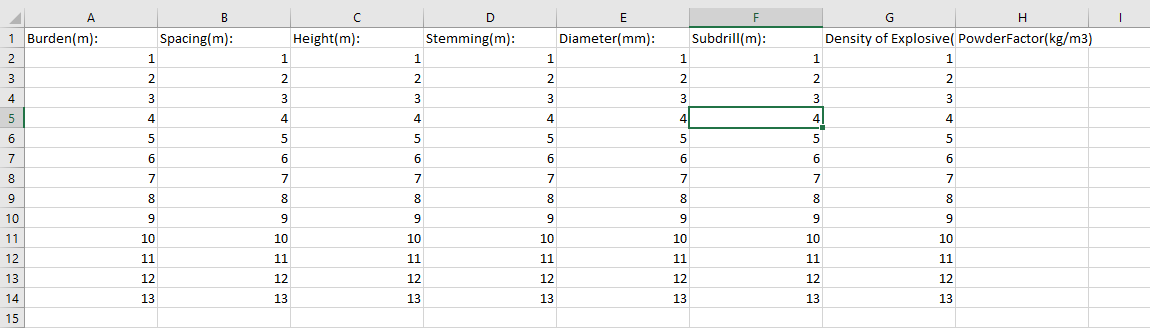 A B C D E F G H I
1 Burden(m): Spacing(m): Height(m): Stemming(m): Diameter(mm): Subdrill(m): Density of Explosive( PowderFactor(kg/m3)
2 1 1 1 1 1 1 1
3 2 2 2 2 2 2 2
4 3 3 3 3 3 3 3
5 4 4 4 4 4 4 4
6 5 5 5 5 5 5 5
7 6 6 6 6 6 6 6
8 7 7 7 7 7 7 7
9 8 8 8 8 8 8 8
10 9 9 9 9 9 9 9
11 10 10 10 10 10 10 10
12 11 11 11 11 11 11 11
13 12 12 12 12 12 12 12
14 13 13 13 13 13 13 13
15